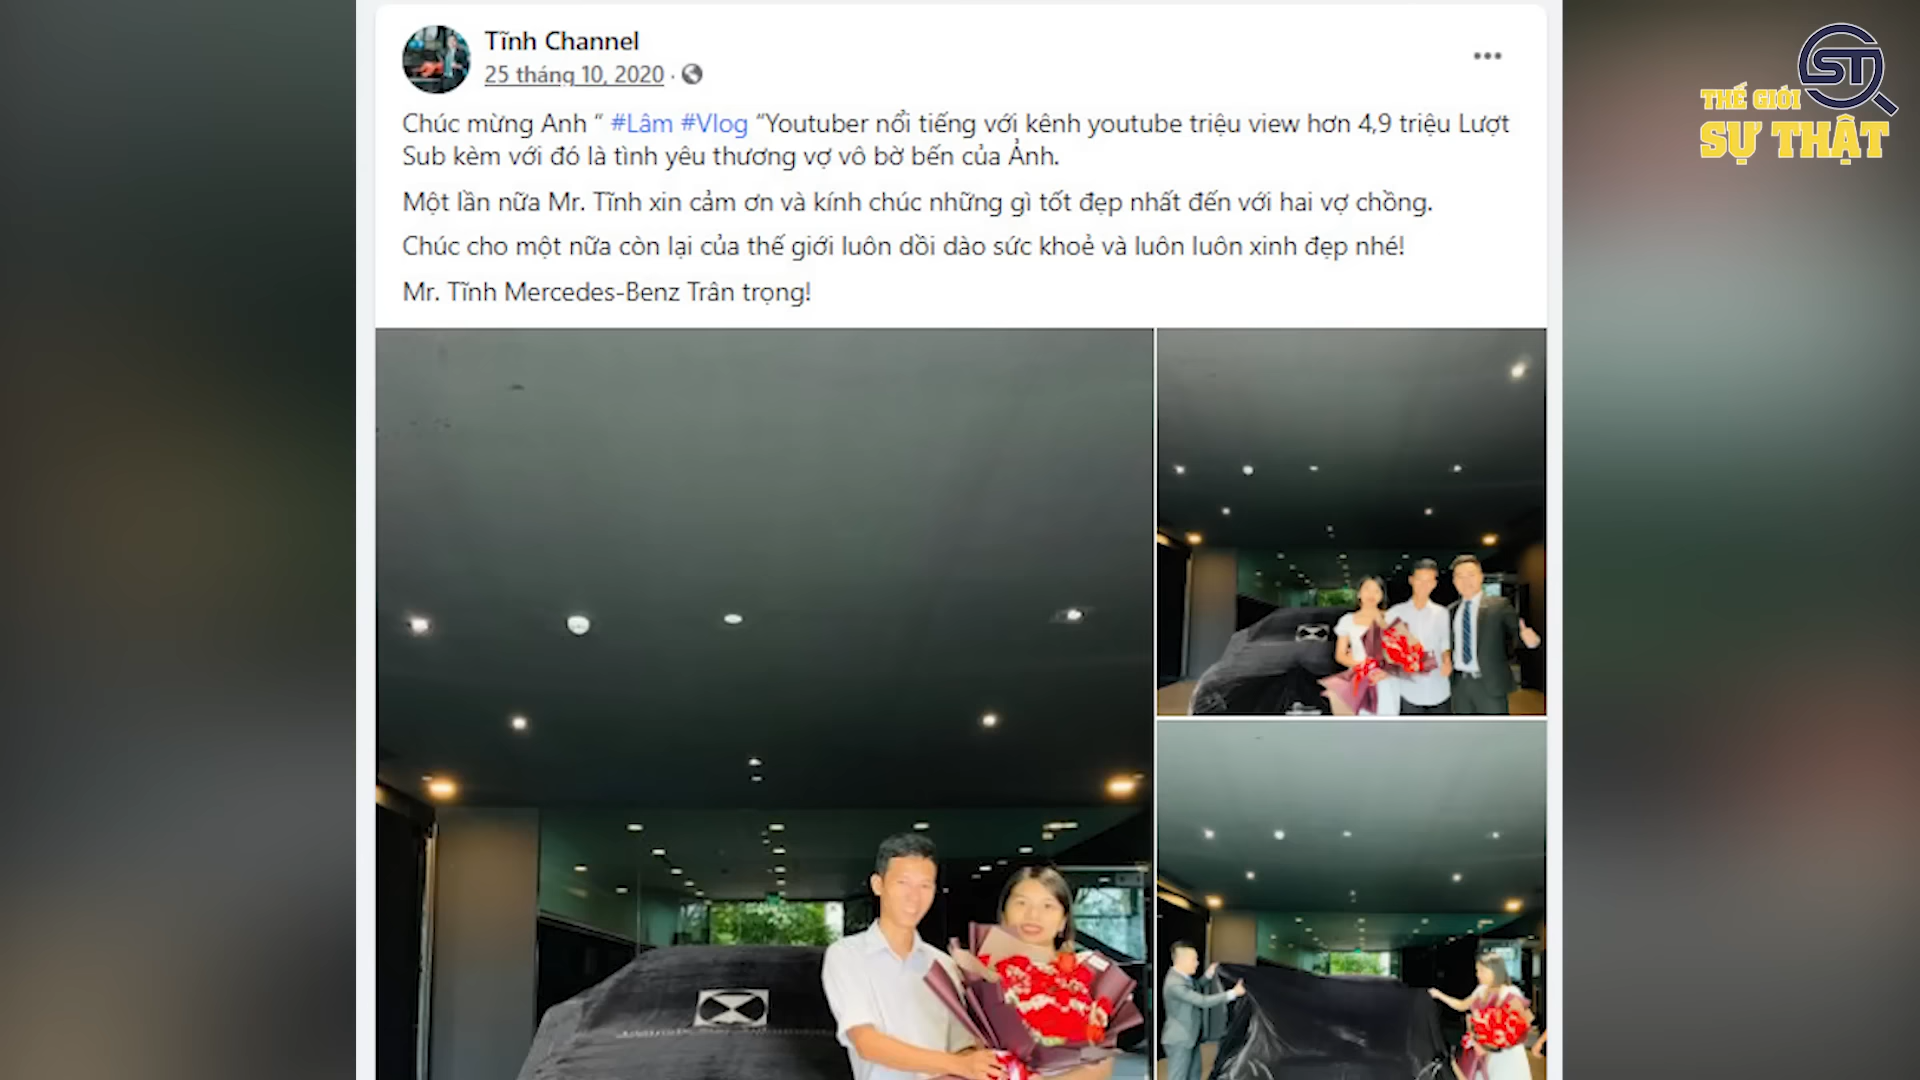 Tĩnh Channel
25 tháng 10, 2020 ·
Chúc mừng Anh “ #Lâm #Vlog “Youtuber nổi tiếng với kênh youtube triệu view hơn 4,9 triệu Lượt
Sub kèm với đó là tình yêu thương vợ vô bờ bến của Ảnh.
Một lần nữa Mr. Tĩnh xin cảm ơn và kính chúc những gì tốt đẹp nhất đến với hai vợ chồng.
Chúc cho một nữa còn lại của thế giới luôn dồi dào sức khoẻ và luôn luôn xinh đẹp nhé!
Mr. Tĩnh Mercedes-Benz Trân trọng!
ST
THẾ GIỚI
SỰ THẬT